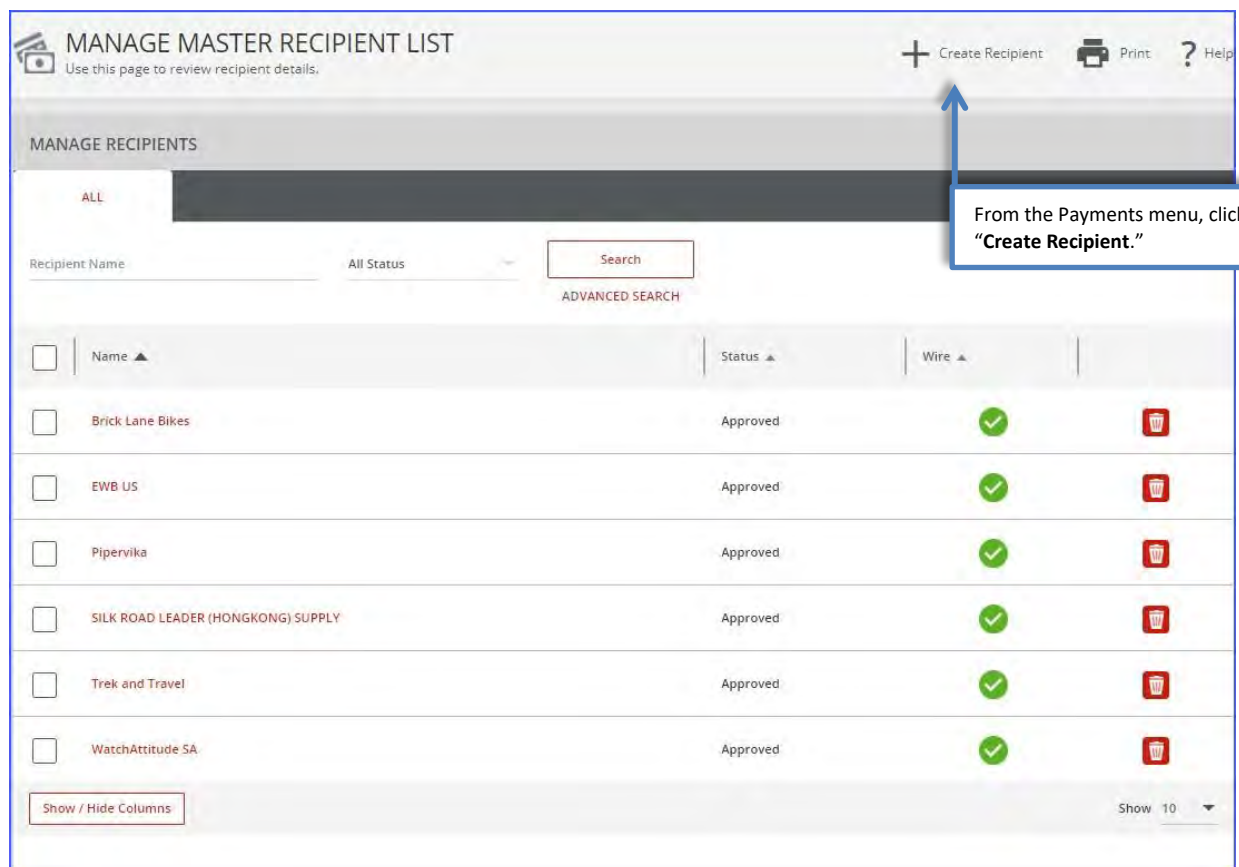 MANAGE MASTER RECIPIENT LIST
Use this page to review recipient details.
Create Recipient Print ? Help
MANAGE RECIPIENTS
ALL
From the Payments menu,
“Create Recipient.”
Recipient Name All Status Search
ADVANCED SEARCH
Name Status Wire
Brick Lane Bikes Approved
EWB US Approved
Pipervika Approved
SILK ROAD LEADER (HONGKONG) SUPPLY Approved
Trek and Travel Approved
WatchAttitude SA Approved
Show / Hide Columns Show 10